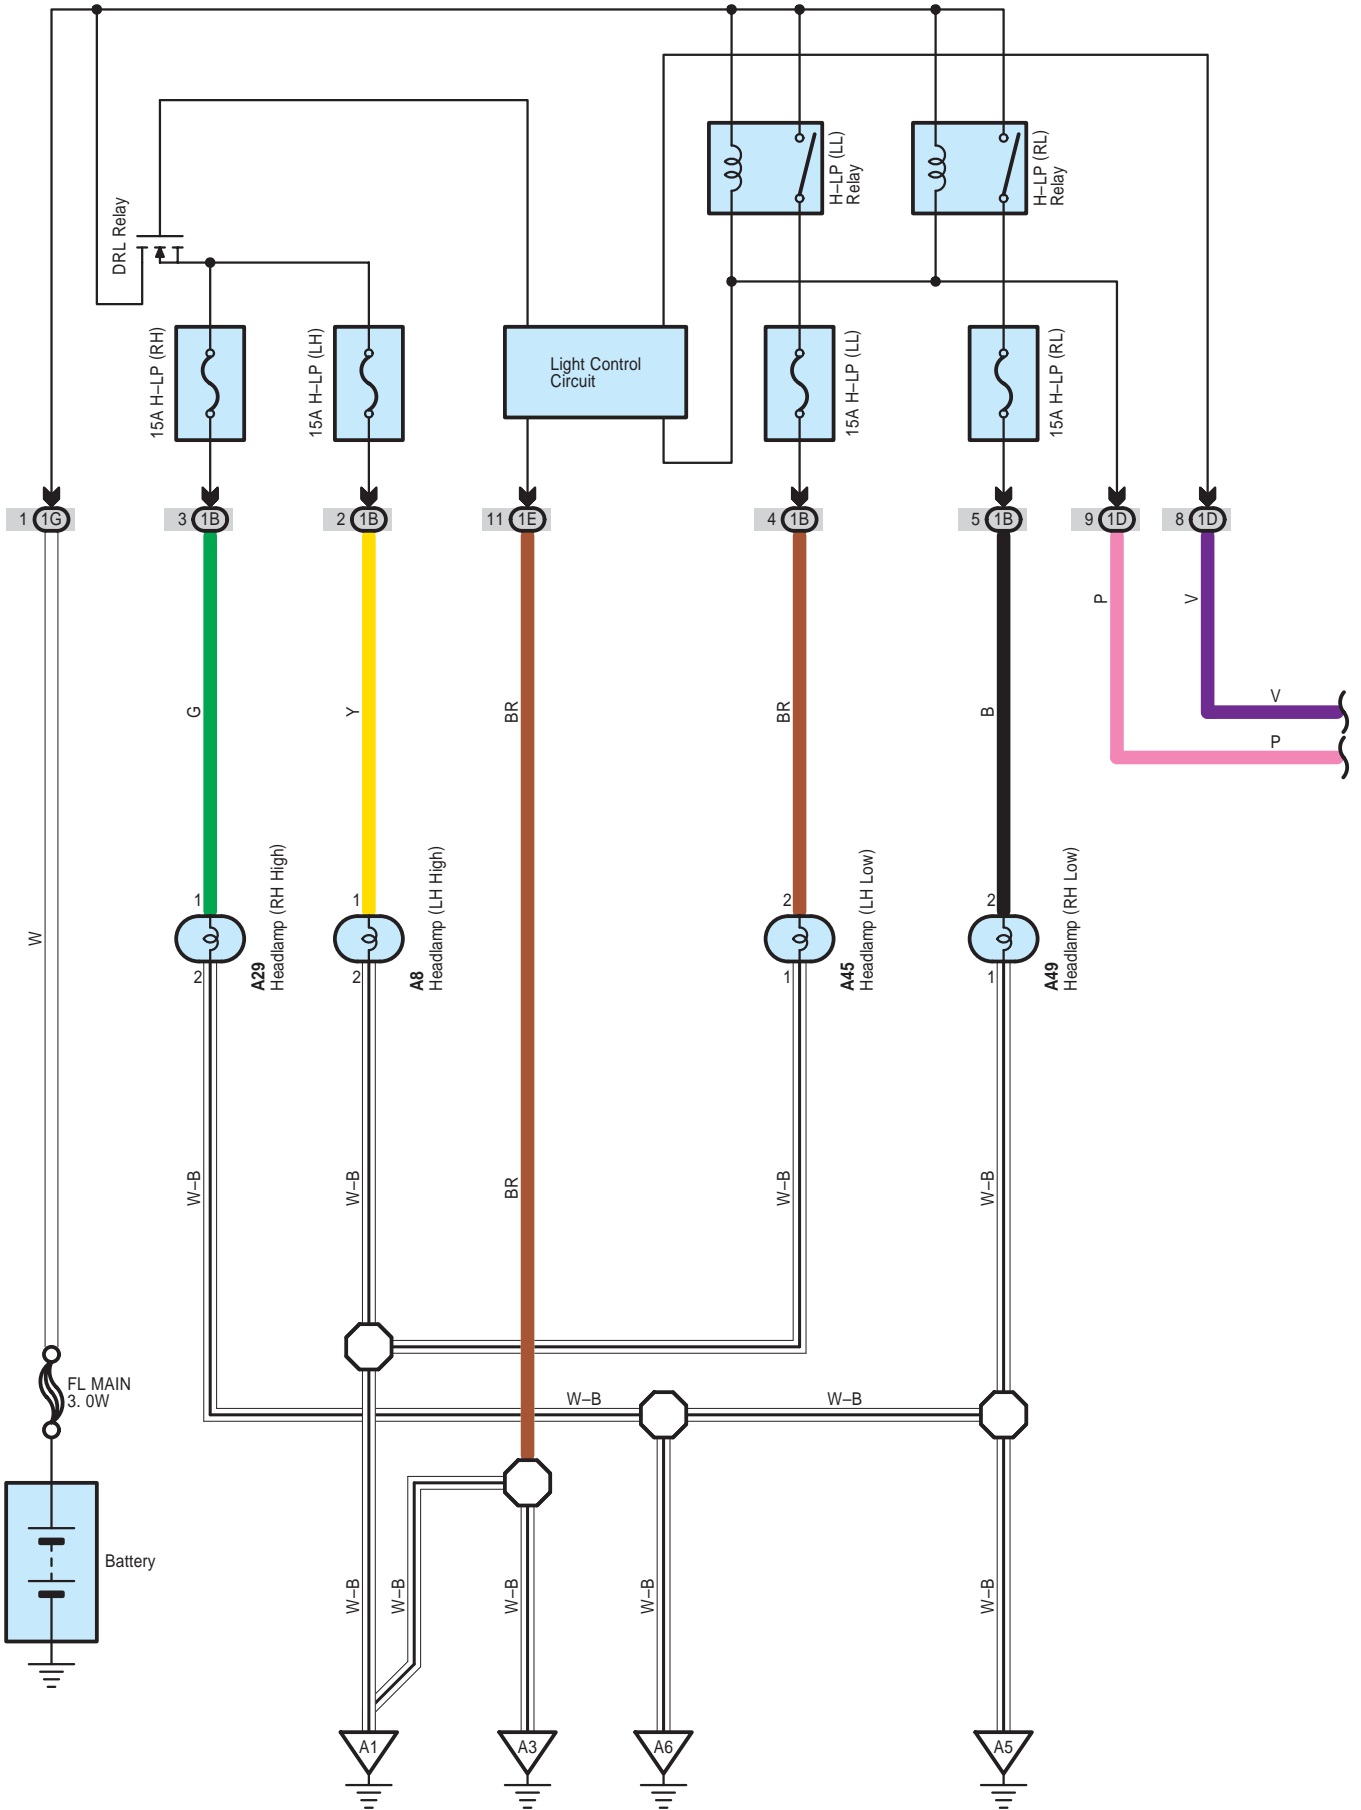 DRL Relay
H–LP (LL)
Relay
H–LP (RL)
Relay
15A H–LP (RH)
15A H–LP (LH)
Light Control
Circuit
15A H–LP (LL)
15A H–LP (RL)
1 1G
3 1B
2 1B
11 1E
4 1B
5 1B
9 1D
8 1D
P
V
G
Y
BR
BR
B
V
P
1
1
2
2
W
A29
Headlamp (RH High)
A8
Headlamp (LH High)
A45
Headlamp (LH Low)
A49
Headlamp (RH Low)
2
2
1
1
W–B
W–B
BR
W–B
W–B
FL MAIN
3. 0W
W–B
W–B
Battery
W–B
W–B
W–B
W–B
W–B
A1
A3
A6
A5